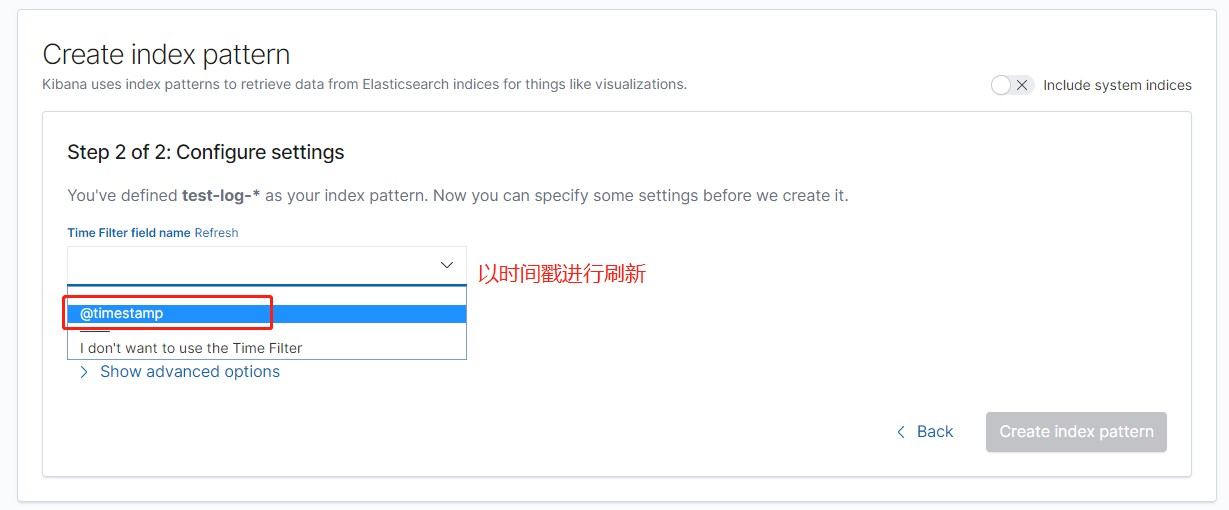 Create index pattern
Kibana uses index patterns to retrieve data from Elasticsearch indices for things like visualizations.
Include system indices
Step 2 of 2: Configure settings
You've defined test-log-* as your index pattern. Now you can specify some settings before we create it.
Time Filter field name Refresh
以时间戳进行刷新
@timestamp
I don't want to use the Time Filter
Show advanced options
Back
Create index pattern